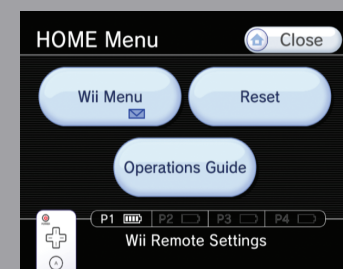 HOME Menu
Close
Wii Menu
Reset
Operations Guide
P1 P2 P3 P4
Wii Remote Settings
A